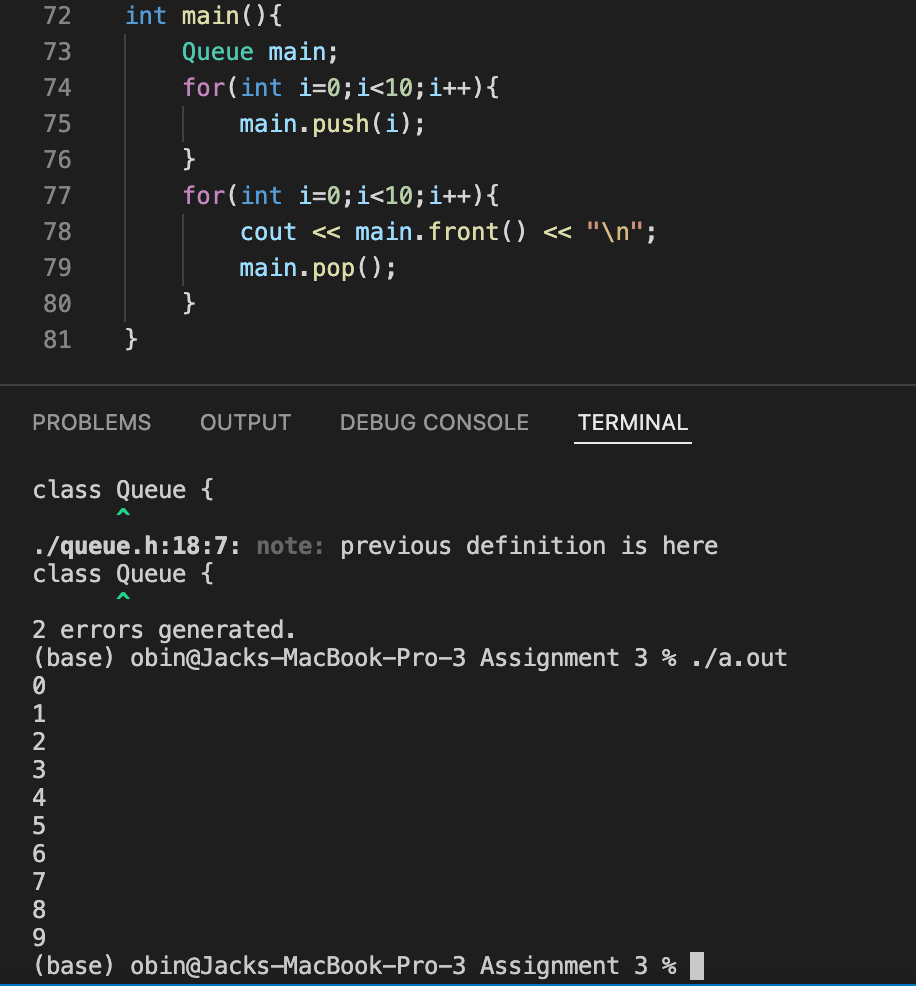 72 int main(){
73 Queue main;
74 for(int i=0;i<10;i++){
75 main.push(i);
76 }
77 for(int i=0;i<10;i++){
78 cout << main.front() << "\n";
79 main.pop();
80 }
81 }
PROBLEMS OUTPUT DEBUG CONSOLE TERMINAL
class Queue {
^
./queue.h:18:7: note: previous definition is here
class Queue {
^
2 errors generated.
(base) obin@Jacks-MacBook-Pro-3 Assignment 3 % ./a.out
0
1
2
3
4
5
6
7
8
9
(base) obin@Jacks-MacBook-Pro-3 Assignment 3 %